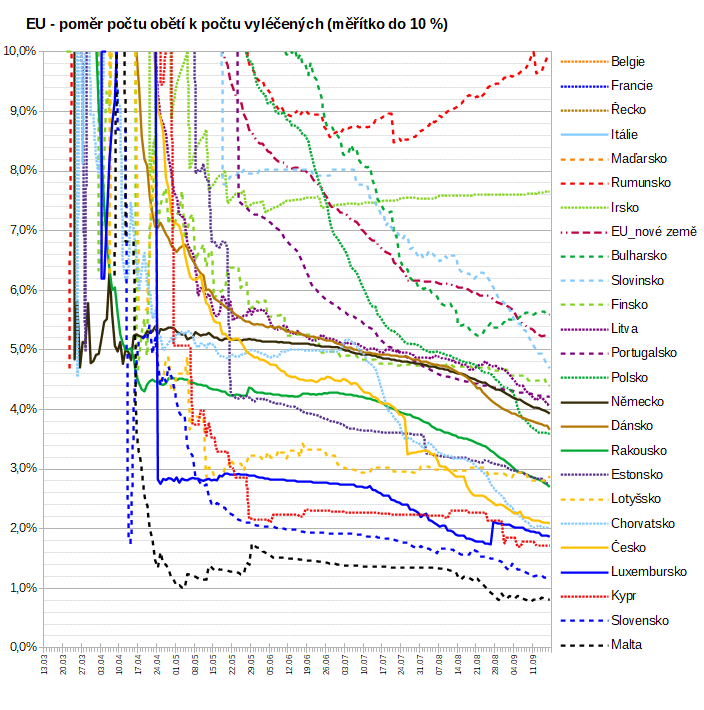 EU - poměr počtu obětí k počtu vyléčených (měřítko do 10 %)
10,0%
9,0%
8,0%
7,0%
6,0%
5,0%
4,0%
3,0%
2,0%
1,0%
0,0%
13.03
20.03
27.03
03.04
10.04
17.04
24.04
01.05
08.05
15.05
22.05
29.05
05.06
12.06
19.06
26.06
03.07
10.07
17.07
24.07
31.07
07.08
14.08
21.08
28.08
04.09
11.09
Belgie
Francie
Řecko
Itálie
Maďarsko
Rumunsko
Irsko
EU_nové země
Bulharsko
Slovinsko
Finsko
Litva
Portugalsko
Polsko
Německo
Dánsko
Rakousko
Estonsko
Lotyšsko
Chorvatsko
Česko
Luxembursko
Kypr
Slovensko
Malta